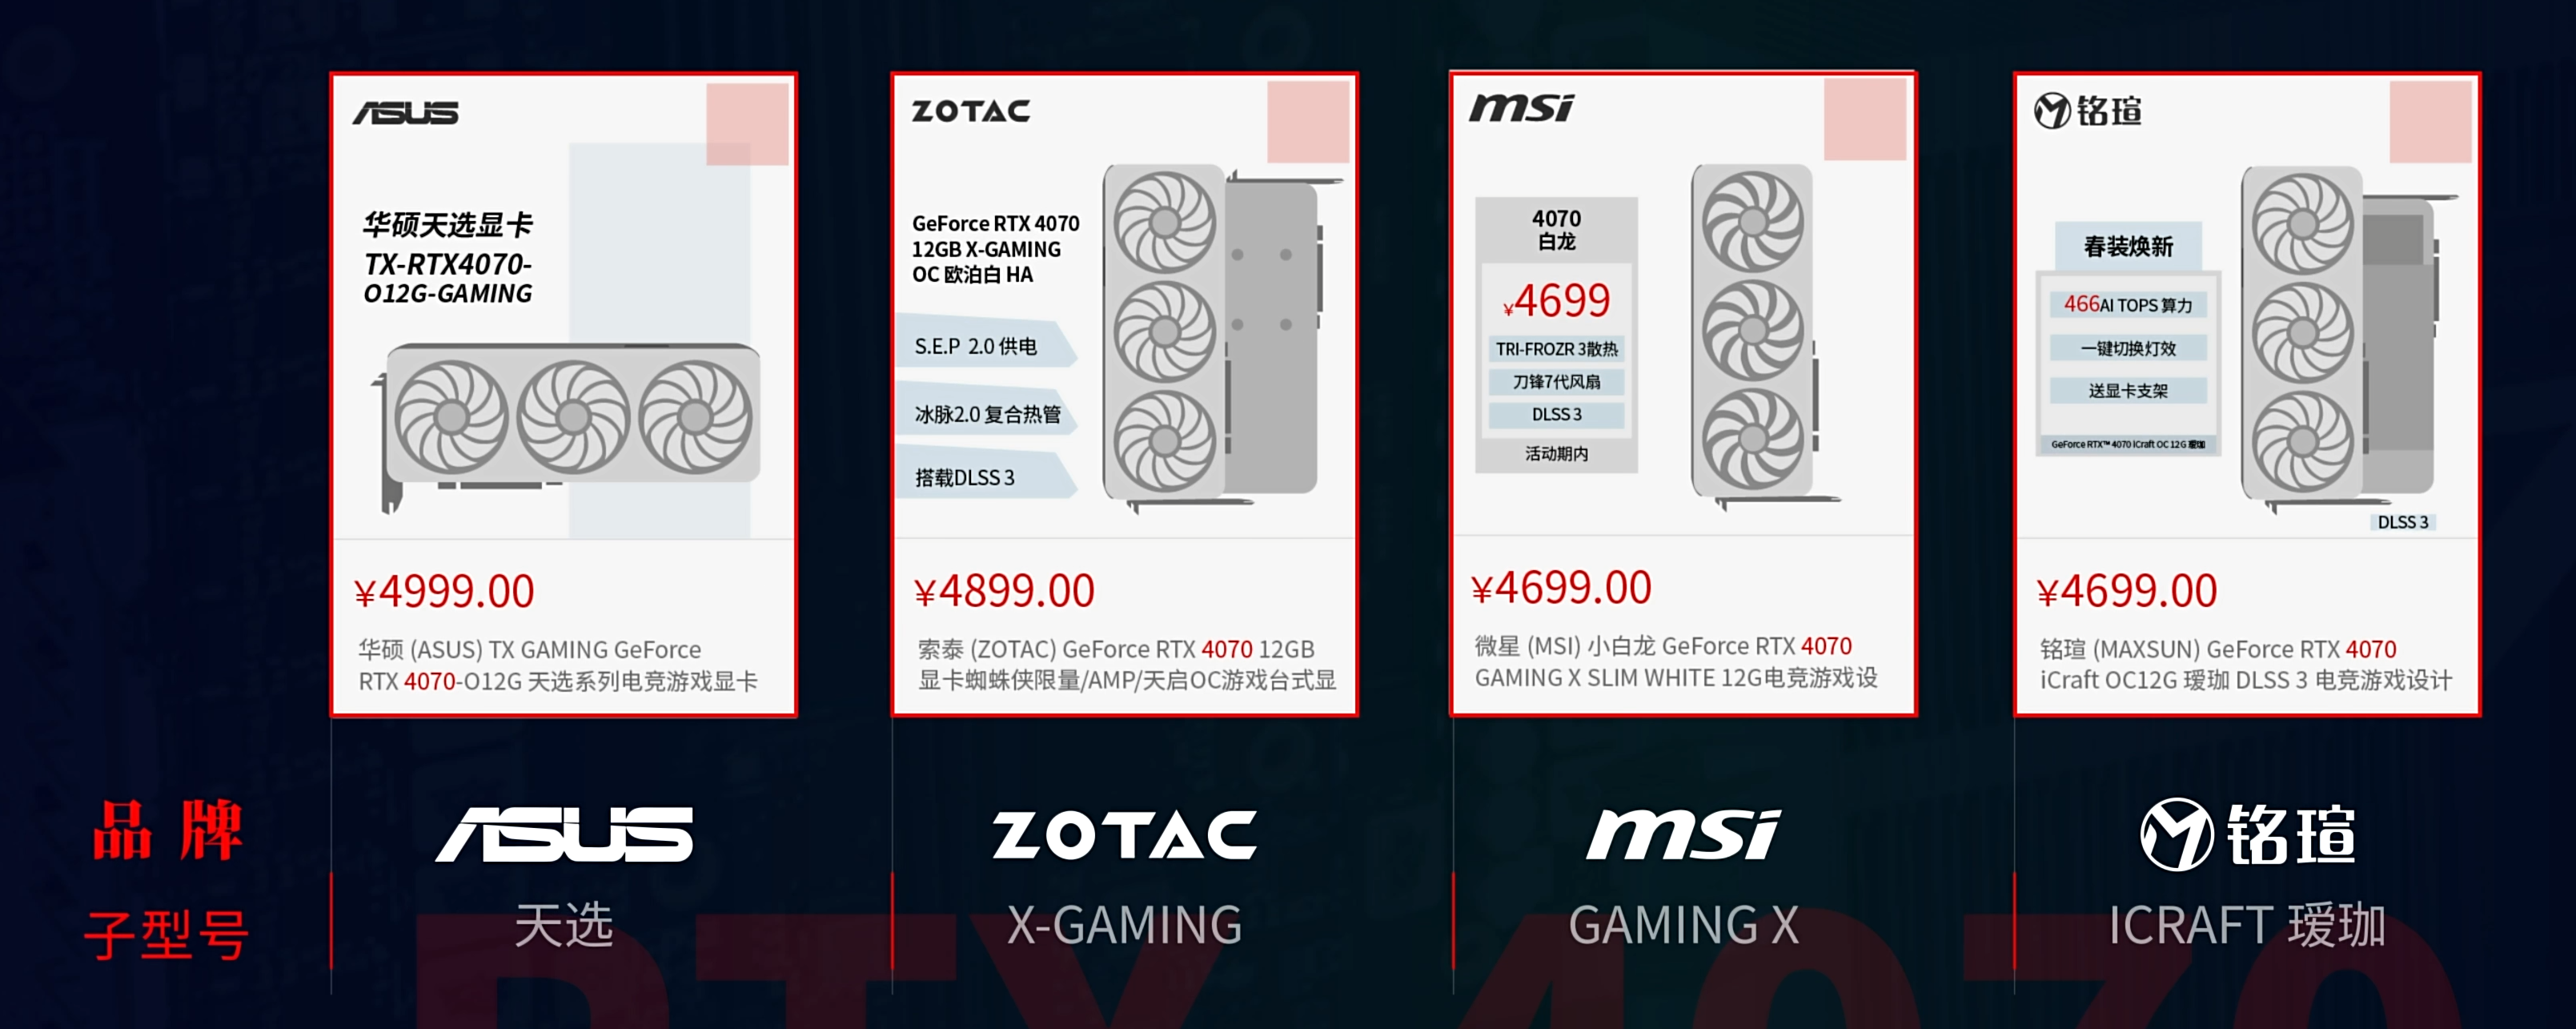 ASUS
华硕天选显卡
TX-RTX4070-
O12G-GAMING
¥4999.00
华硕 (ASUS) TX GAMING GeForce
RTX 4070-O12G 天选系列电竞游戏显卡
ZOTAC
GeForce RTX 4070
12GB X-GAMING
OC 欧泊白 HA
S.E.P 2.0 供电
冰脉2.0 复合热管
搭载DLSS 3
¥4899.00
索泰 (ZOTAC) GeForce RTX 4070 12GB
显卡蜘蛛侠限量/AMP/天启OC游戏台式显
msi
4070
白龙
¥4699
TRI-FROZR 3散热
刀锋7代风扇
DLSS 3
活动期内
¥4699.00
微星 (MSI) 小白龙 GeForce RTX 4070
GAMING X SLIM WHITE 12G电竞游戏设
铭瑄
春装焕新
466AI TOPS 算力
一键切换灯效
送显卡支架
GeForce RTX™ 4070 iCraft OC 12G 瑷珈
DLSS 3
¥4699.00
铭瑄 (MAXSUN) GeForce RTX 4070
iCraft OC12G 瑷珈 DLSS 3 电竞游戏设计
品牌
ASUS
ZOTAC
msi
铭瑄
子型号
天选
X-GAMING
GAMING X
ICRAFT 瑷珈
RTX 4070